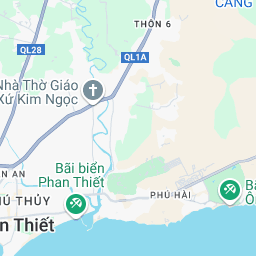 CẢNG
THÔN 6
QL28
QL1A
Nhà Thờ Giáo
Xứ Kim Ngọc
Bãi biển
Phan Thiết
N AN
PHÚ HÀI
Ú THỦY
n Thiết